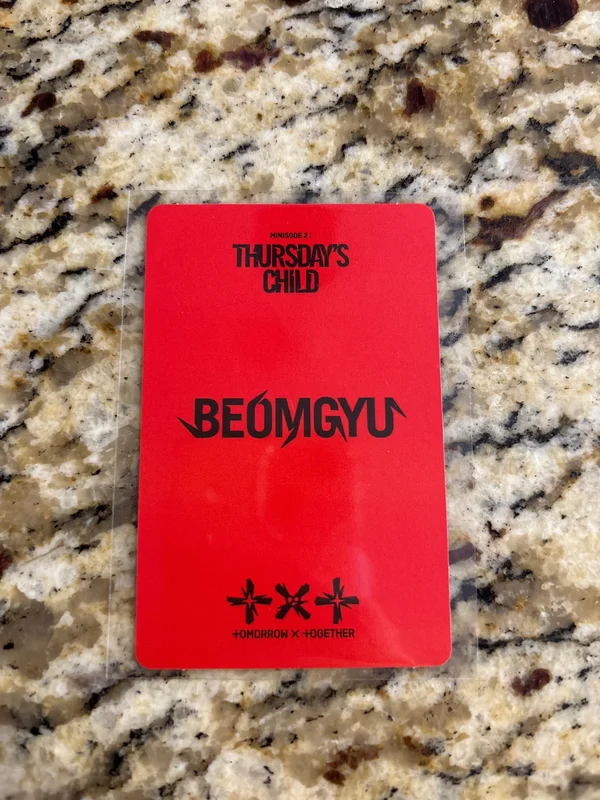 MINISODE 2 :
THURSDAY'S
CHILD
BEOMGYU
TOMORROW X TOGETHER